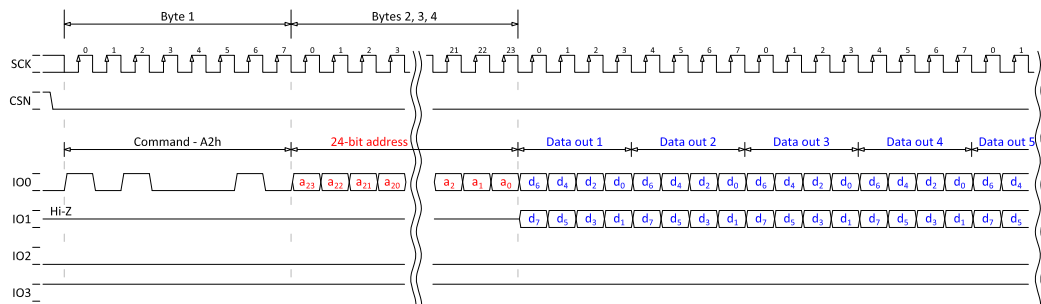 Byte 1 Bytes 2, 3, 4
0 1 2 3 4 5 6 7 0 1 2 3 21 22 23 0 1 2 3 4 5 6 7 0 1 2 3 4 5 6 7 0 1
SCK
CSN
Command - A2h 24-bit address Data out 1 Data out 2 Data out 3 Data out 4 Data out 5
IO0 a23 a22 a21 a20 a2 a1 a0 d6 d4 d2 d0 d6 d4 d2 d0 d6 d4 d2 d0 d6 d4 d2 d0 d6 d4
Hi-Z
IO1 d7 d5 d3 d1 d7 d5 d3 d1 d7 d5 d3 d1 d7 d5 d3 d1 d7 d5
IO2
IO3